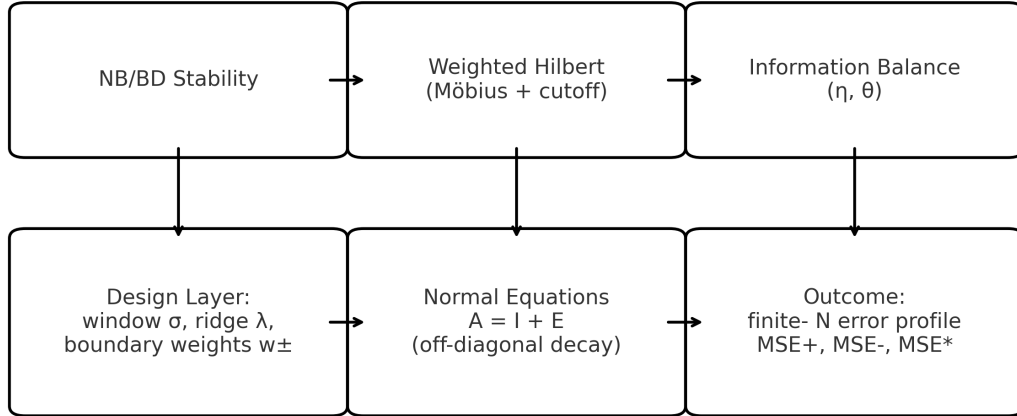 NB/BD Stability
Weighted Hilbert
(Möbius + cutoff)
Information Balance
(η, θ)
Design Layer:
window σ, ridge λ,
boundary weights w±
Normal Equations
A = I + E
(off-diagonal decay)
Outcome:
finite- N error profile
MSE+, MSE-, MSE*